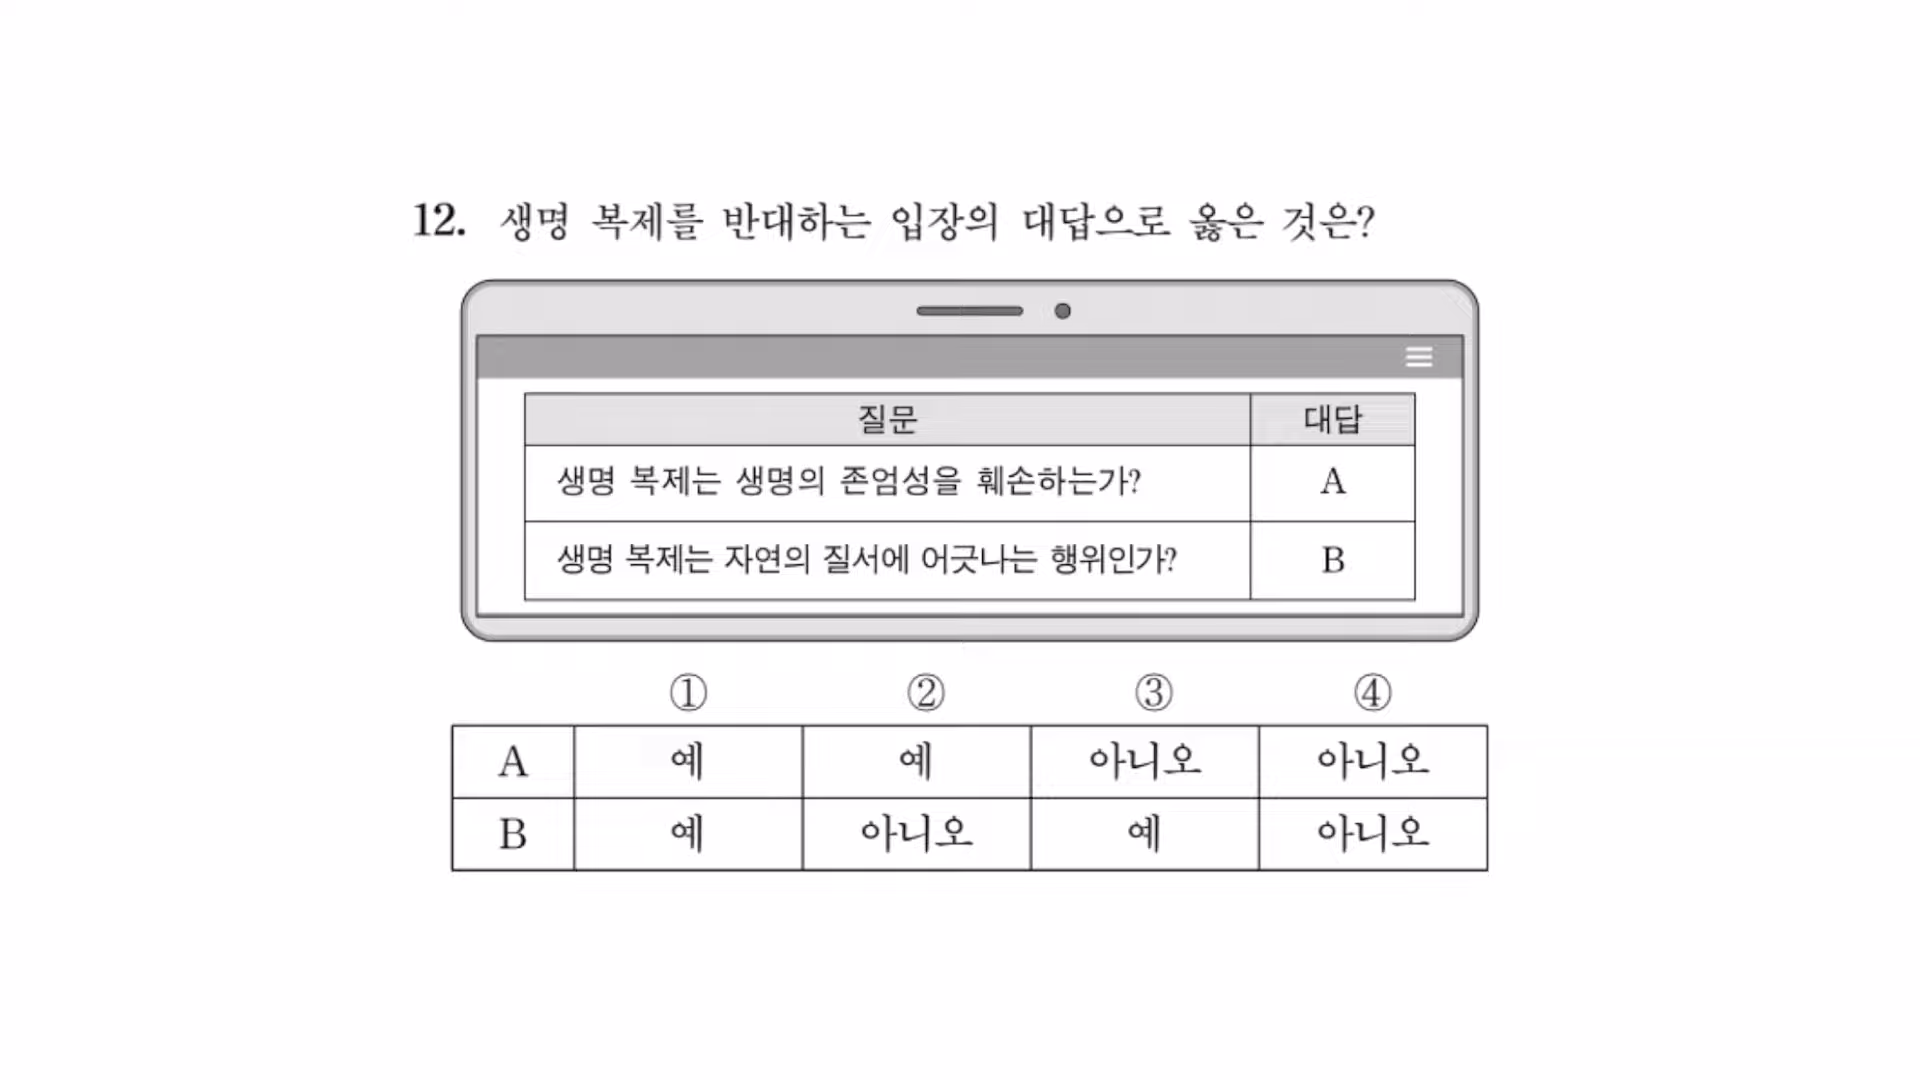 12. 생명 복제를 반대하는 입장의 대답으로 옳은 것은?
질문 대답
생명 복제는 생명의 존엄성을 훼손하는가? A
생명 복제는 자연의 질서에 어긋나는 행위인가? B
① ② ③ ④
A 예 예 아니오 아니오
B 예 아니오 예 아니오